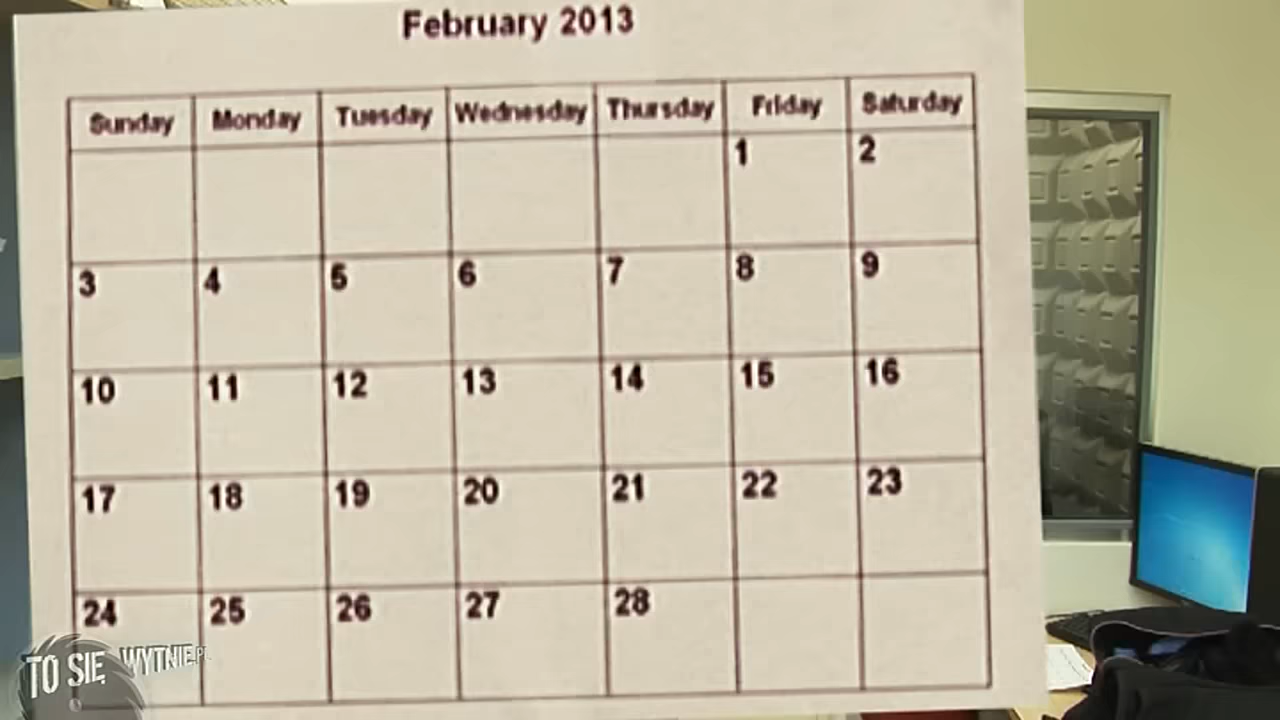 February 2013
Sunday Monday Tuesday Wednesday Thursday Friday Saturday
1 2
3 4 5 6 7 8 9
10 11 12 13 14 15 16
17 18 19 20 21 22 23
24 25 26 27 28
TO SIĘ WYTNIE.PL